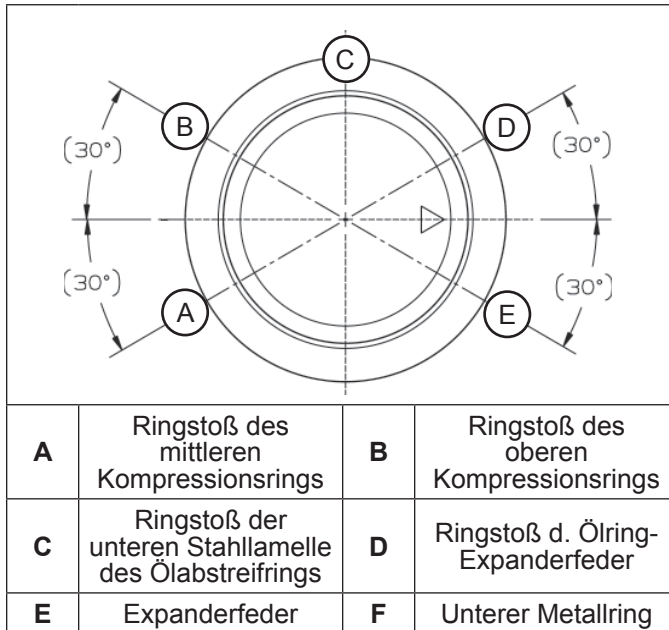 C
B
D
(30°)
(30°)
(30°)
(30°)
A
E
A
Ringstoß des
mittleren
Kompressionsrings
B
Ringstoß des
oberen
Kompressionsrings
C
Ringstoß der
unteren Stahllamelle
des Ölabstreifrings
D
Ringstoß d. Ölring-
Expanderfeder
E
Expanderfeder
F
Unterer Metallring